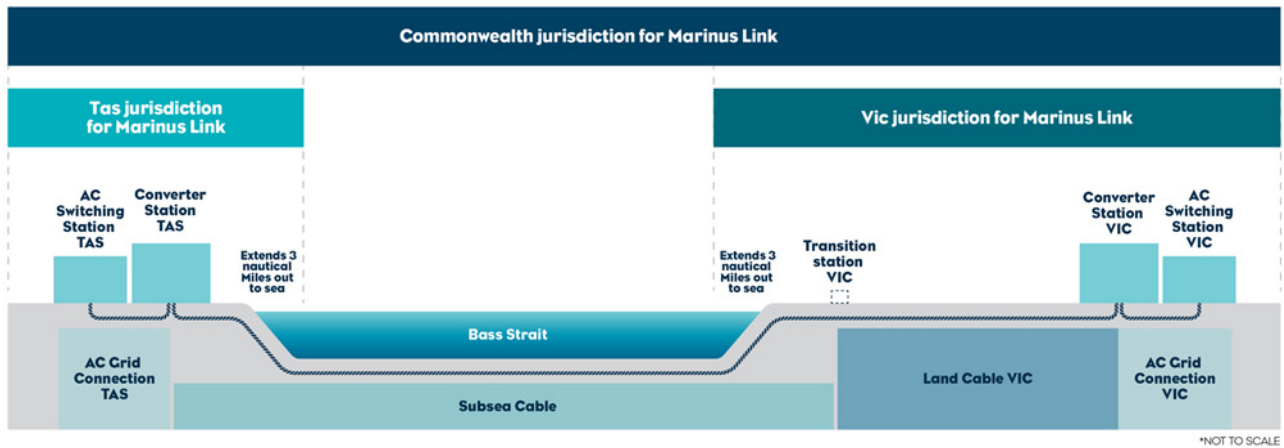 Commonwealth jurisdiction for Marinus Link
Tas jurisdiction
for Marinus Link
Vic jurisdiction for Marinus Link
AC
Switching
Station
TAS
Converter
Station
TAS
Extends 3
nautical
Miles out
to sea
Extends 3
nautical
Miles out
to sea
Transition
station
VIC
Converter
Station
VIC
AC
Switching
Station
VIC
Bass Strait
AC Grid
Connection
TAS
Subsea Cable
Land Cable VIC
AC Grid
Connection
VIC
*NOT TO SCALE